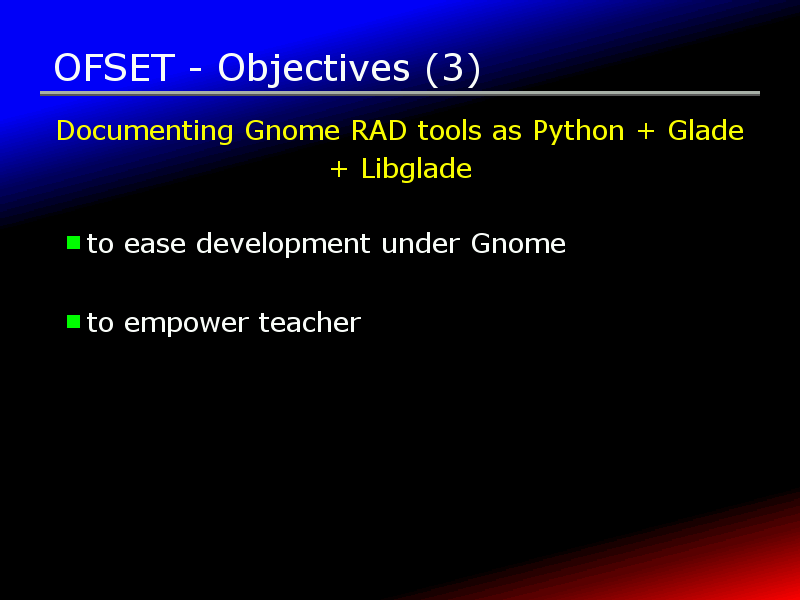 OFSET - Objectives (3)
Documenting Gnome RAD tools as Python + Glade
+ Libglade
to ease development under Gnome
to empower teacher